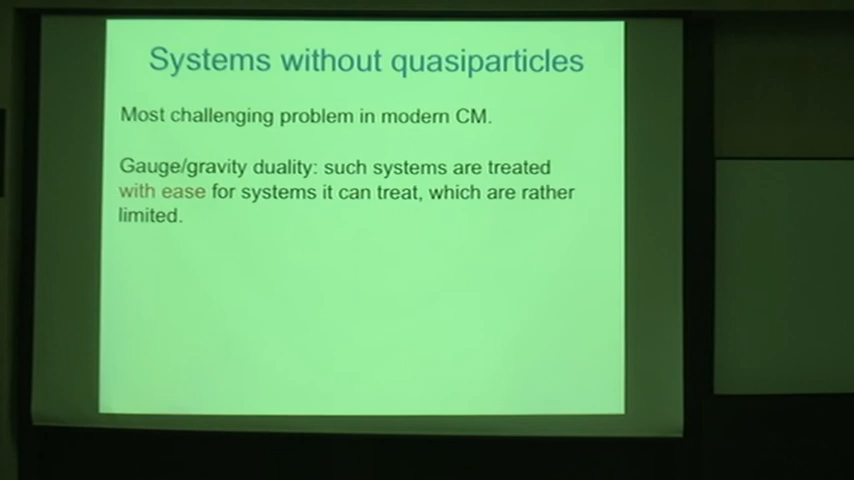 Systems without quasiparticles
Most challenging problem in modern CM.
Gauge/gravity duality: such systems are treated
with ease for systems it can treat, which are rather
limited.